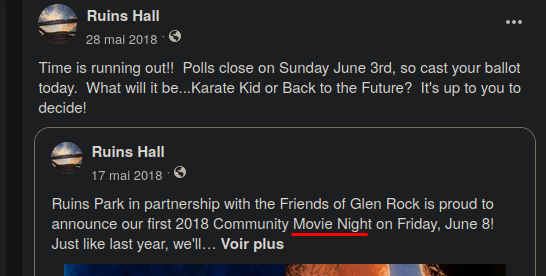 Ruins Hall
28 mai 2018 ·
Time is running out!! Polls close on Sunday June 3rd, so cast your ballot
today. What will it be...Karate Kid or Back to the Future? It's up to you to
decide!
Ruins Hall
17 mai 2018 ·
Ruins Park in partnership with the Friends of Glen Rock is proud to
announce our first 2018 Community Movie Night on Friday, June 8!
Just like last year, we'll… Voir plus